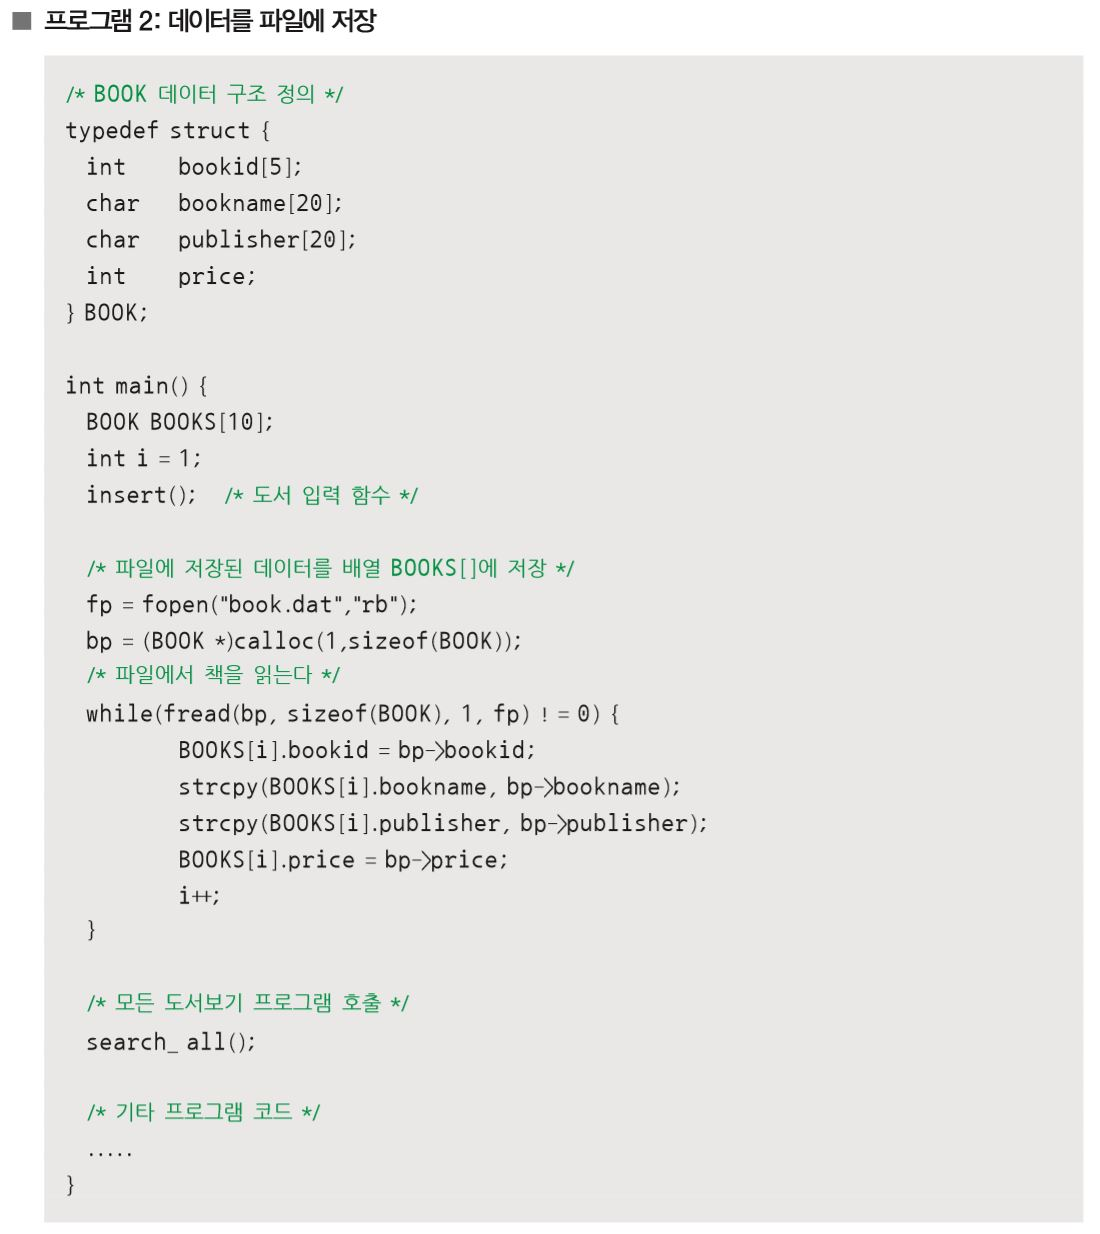 ■ 프로그램 2: 데이터를 파일에 저장
/* BOOK 데이터 구조 정의 */
typedef struct {
int bookid[5];
char bookname[20];
char publisher[20];
int price;
} BOOK;
int main() {
BOOK BOOKS[10];
int i = 1;
insert(); /* 도서 입력 함수 */
/* 파일에 저장된 데이터를 배열 BOOKS[]에 저장 */
fp = fopen("book.dat","rb");
bp = (BOOK *)calloc(1,sizeof(BOOK));
/* 파일에서 책을 읽는다 */
while(fread(bp, sizeof(BOOK), 1, fp) ! = 0) {
BOOKS[i].bookid = bp->bookid;
strcpy(BOOKS[i].bookname, bp->bookname);
strcpy(BOOKS[i].publisher, bp->publisher);
BOOKS[i].price = bp->price;
i++;
}
/* 모든 도서보기 프로그램 호출 */
search_ all();
/* 기타 프로그램 코드 */
.....
}